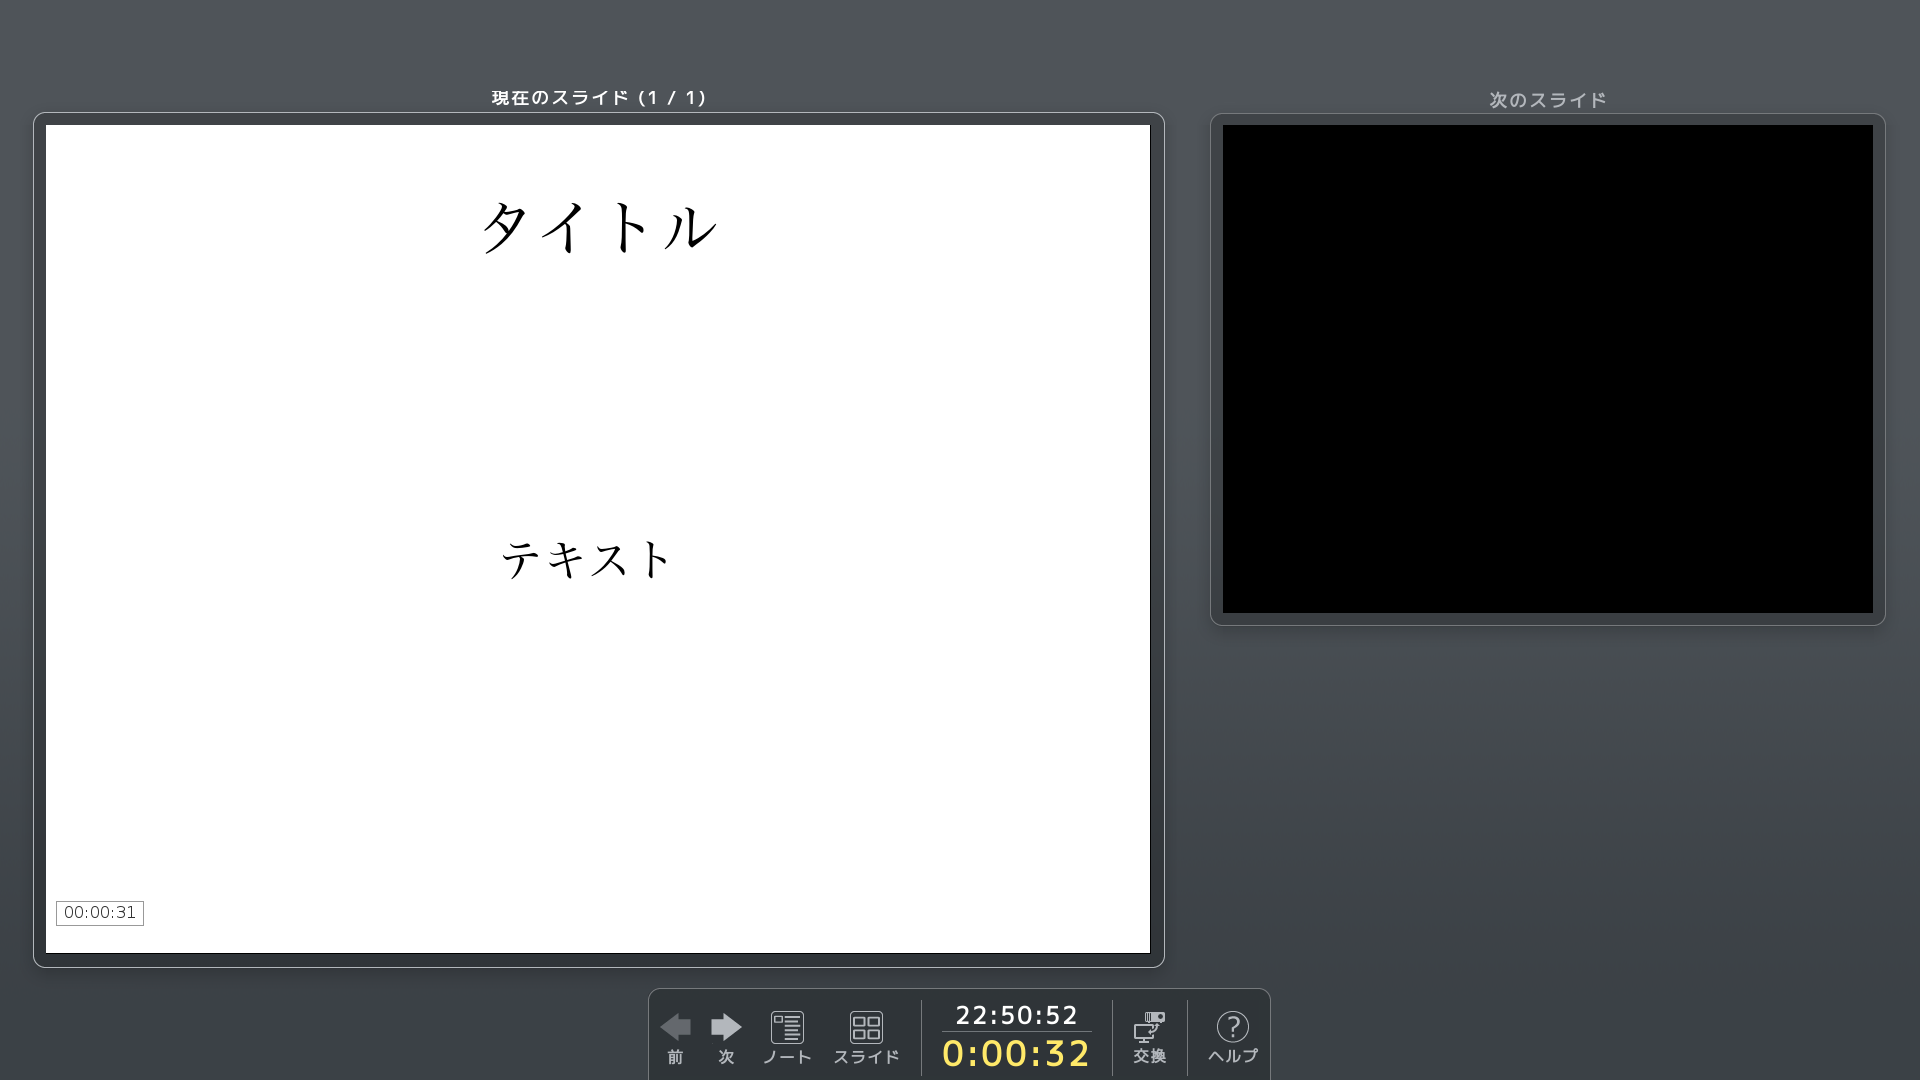 現在のスライド (1 / 1)
次のスライド
タイトル
テキスト
00:00:31
前
次
ノート
スライド
22:50:52
0:00:32
交換
?
ヘルプ